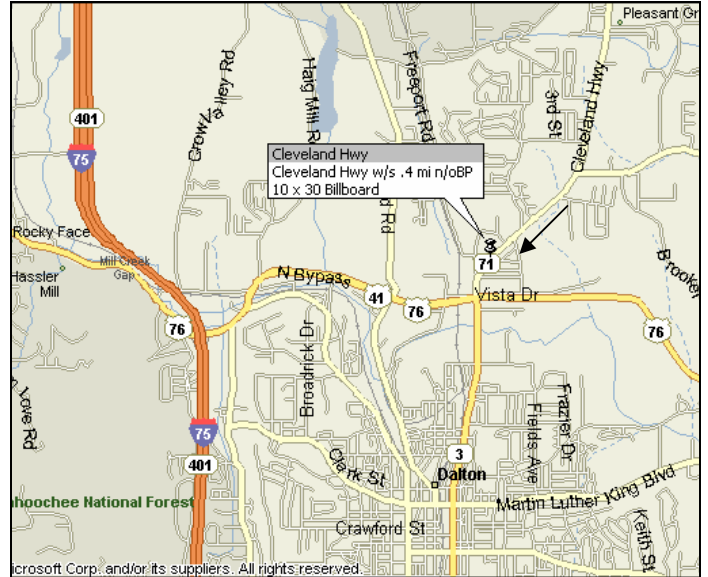 Pleasant Gr
Cleveland Hwy
3rd St
Freeport Rd
Haig Mill R
Valley Rd
401
75
Cleveland Hwy
Cleveland Hwy w/s .4 mi n/oBP
10 x 30 Billboard
d Rd
Rocky Face
Mill Creek
Gap
Hassler
Mill
71
N Bypass
41
76
Vista Dr
Brooker
76
76
Broadrick Dr
n Love Rd
75
401
Clark St
3
Dalton
Fields Ave
Frazier Dr
Martin Luther King Blvd
Keith St
ahoochee National Forest
Crawford St
icrosoft Corp. and/or its suppliers. All rights reserved.